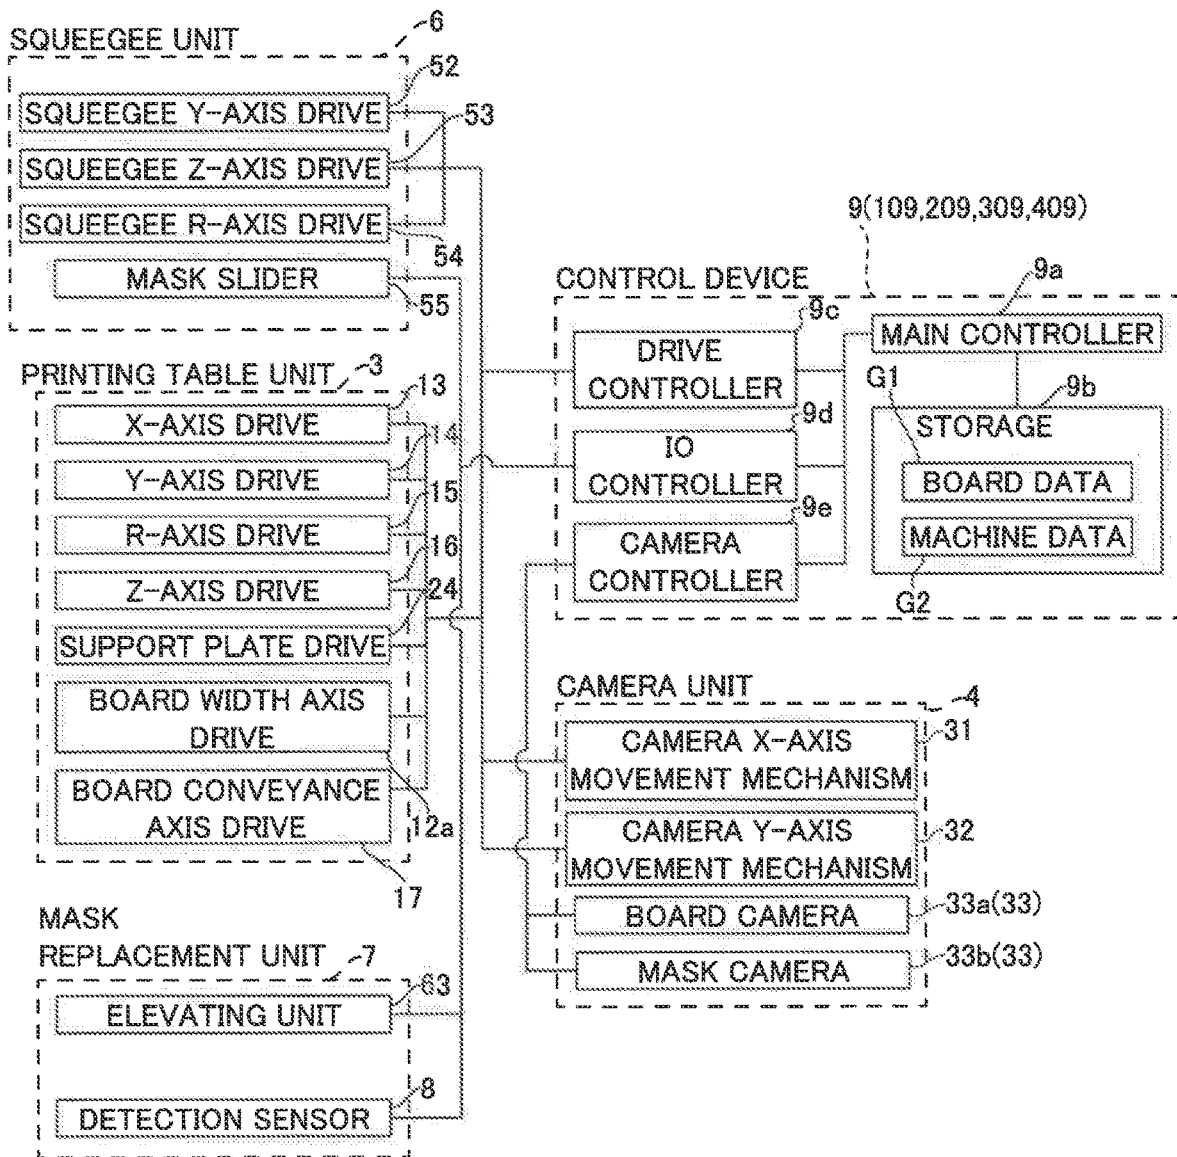 SQUEEGEE UNIT
6
52
SQUEEGEE Y-AXIS DRIVE
53
SQUEEGEE Z-AXIS DRIVE
SQUEEGEE R-AXIS DRIVE
54
MASK SLIDER
55
PRINTING TABLE UNIT
3
13
X-AXIS DRIVE
14
Y-AXIS DRIVE
15
R-AXIS DRIVE
16
Z-AXIS DRIVE
24
SUPPORT PLATE DRIVE
BOARD WIDTH AXIS
DRIVE
12a
BOARD CONVEYANCE
AXIS DRIVE
17
MASK
REPLACEMENT UNIT
7
63
ELEVATING UNIT
8
DETECTION SENSOR
9(109,209,309,409)
CONTROL DEVICE
9a
MAIN CONTROLLER
9c
DRIVE
CONTROLLER
9d
IO
CONTROLLER
9e
CAMERA
CONTROLLER
G1
9b
STORAGE
BOARD DATA
MACHINE DATA
G2
CAMERA UNIT
4
CAMERA X-AXIS
MOVEMENT MECHANISM
31
CAMERA Y-AXIS
MOVEMENT MECHANISM
32
BOARD CAMERA
33a(33)
MASK CAMERA
33b(33)